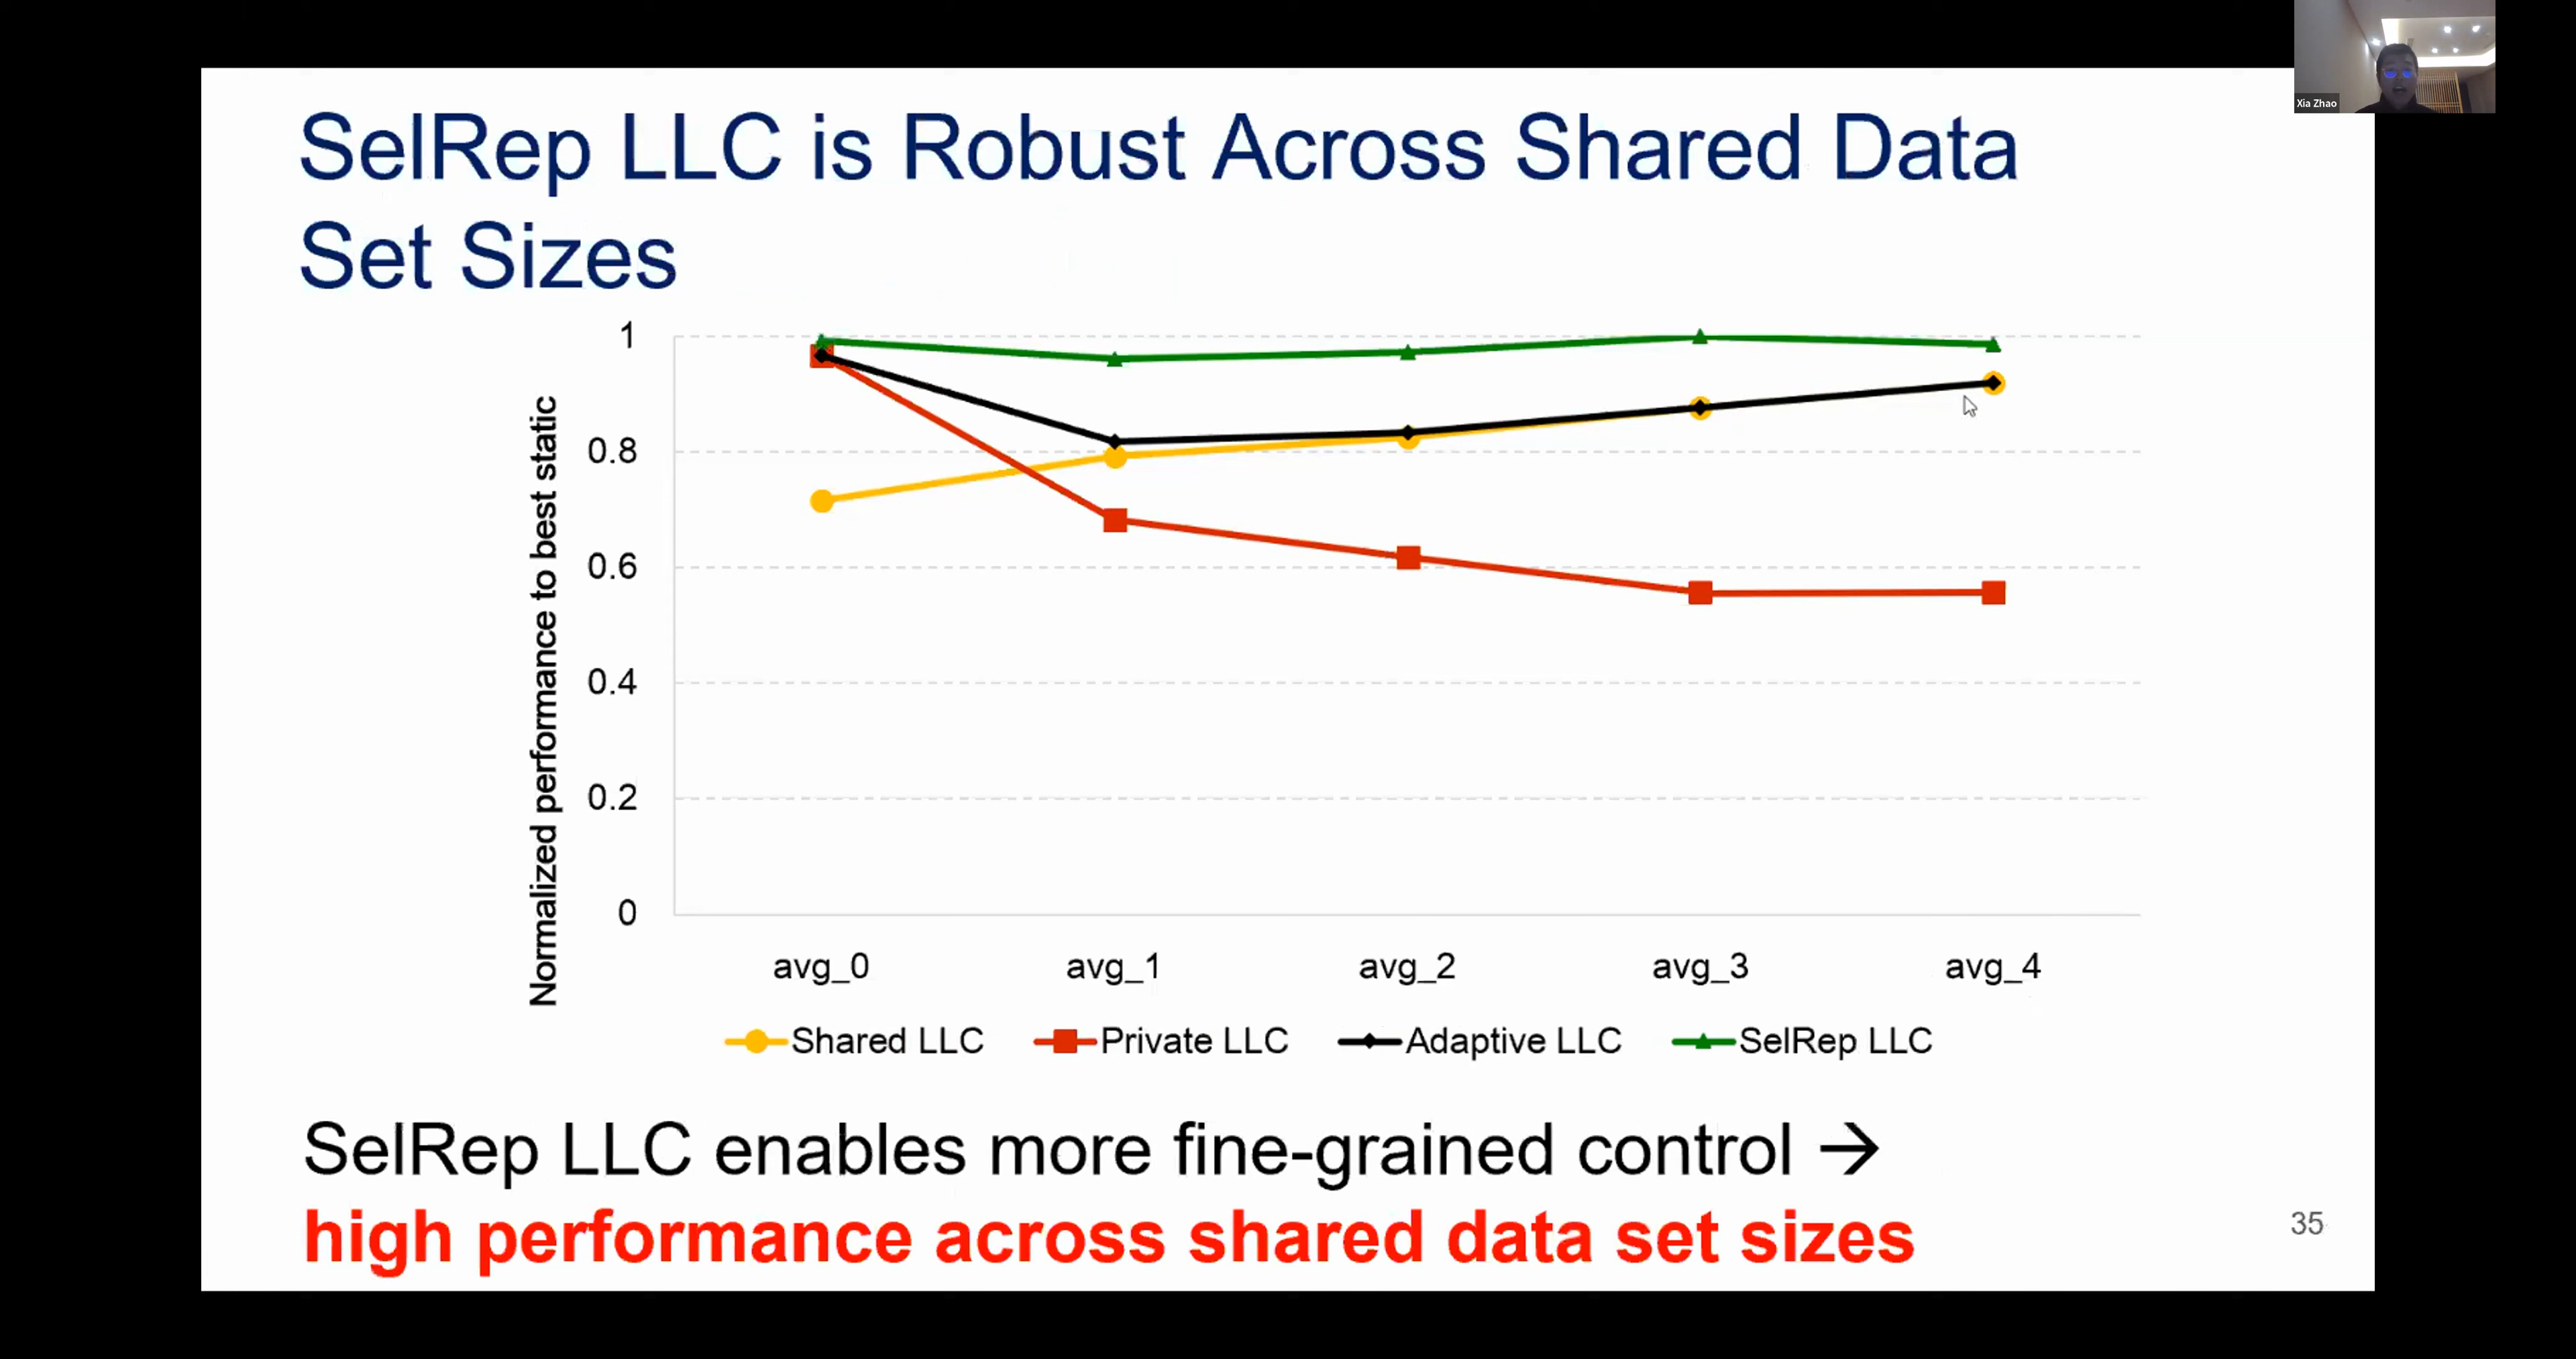 Xia Zhao
SelRep LLC is Robust Across Shared Data
Set Sizes
Normalized performance to best static
1
0.8
0.6
0.4
0.2
0
avg_0 avg_1 avg_2 avg_3 avg_4
Shared LLC Private LLC Adaptive LLC SelRep LLC
SelRep LLC enables more fine-grained control →
high performance across shared data set sizes
35